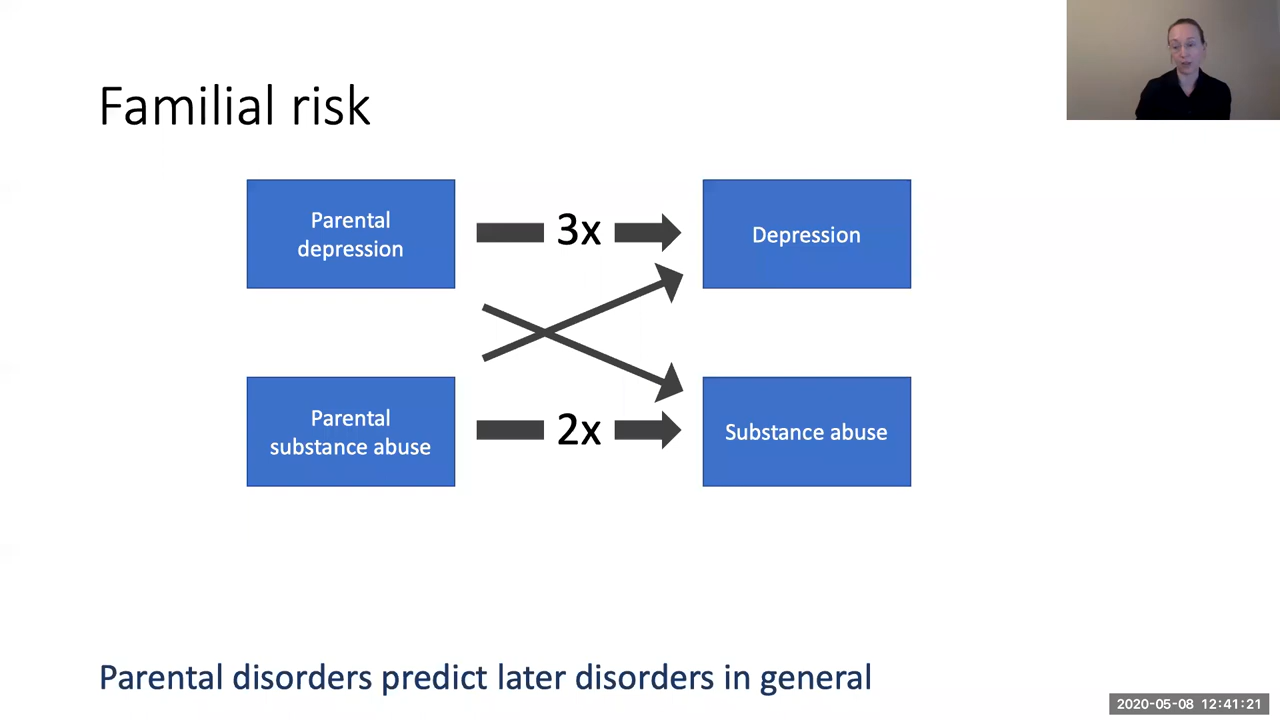 Familial risk
Parental
depression
3x
Depression
Parental
substance abuse
2x
Substance abuse
Parental disorders predict later disorders in general
2020-05-08 12:41:21